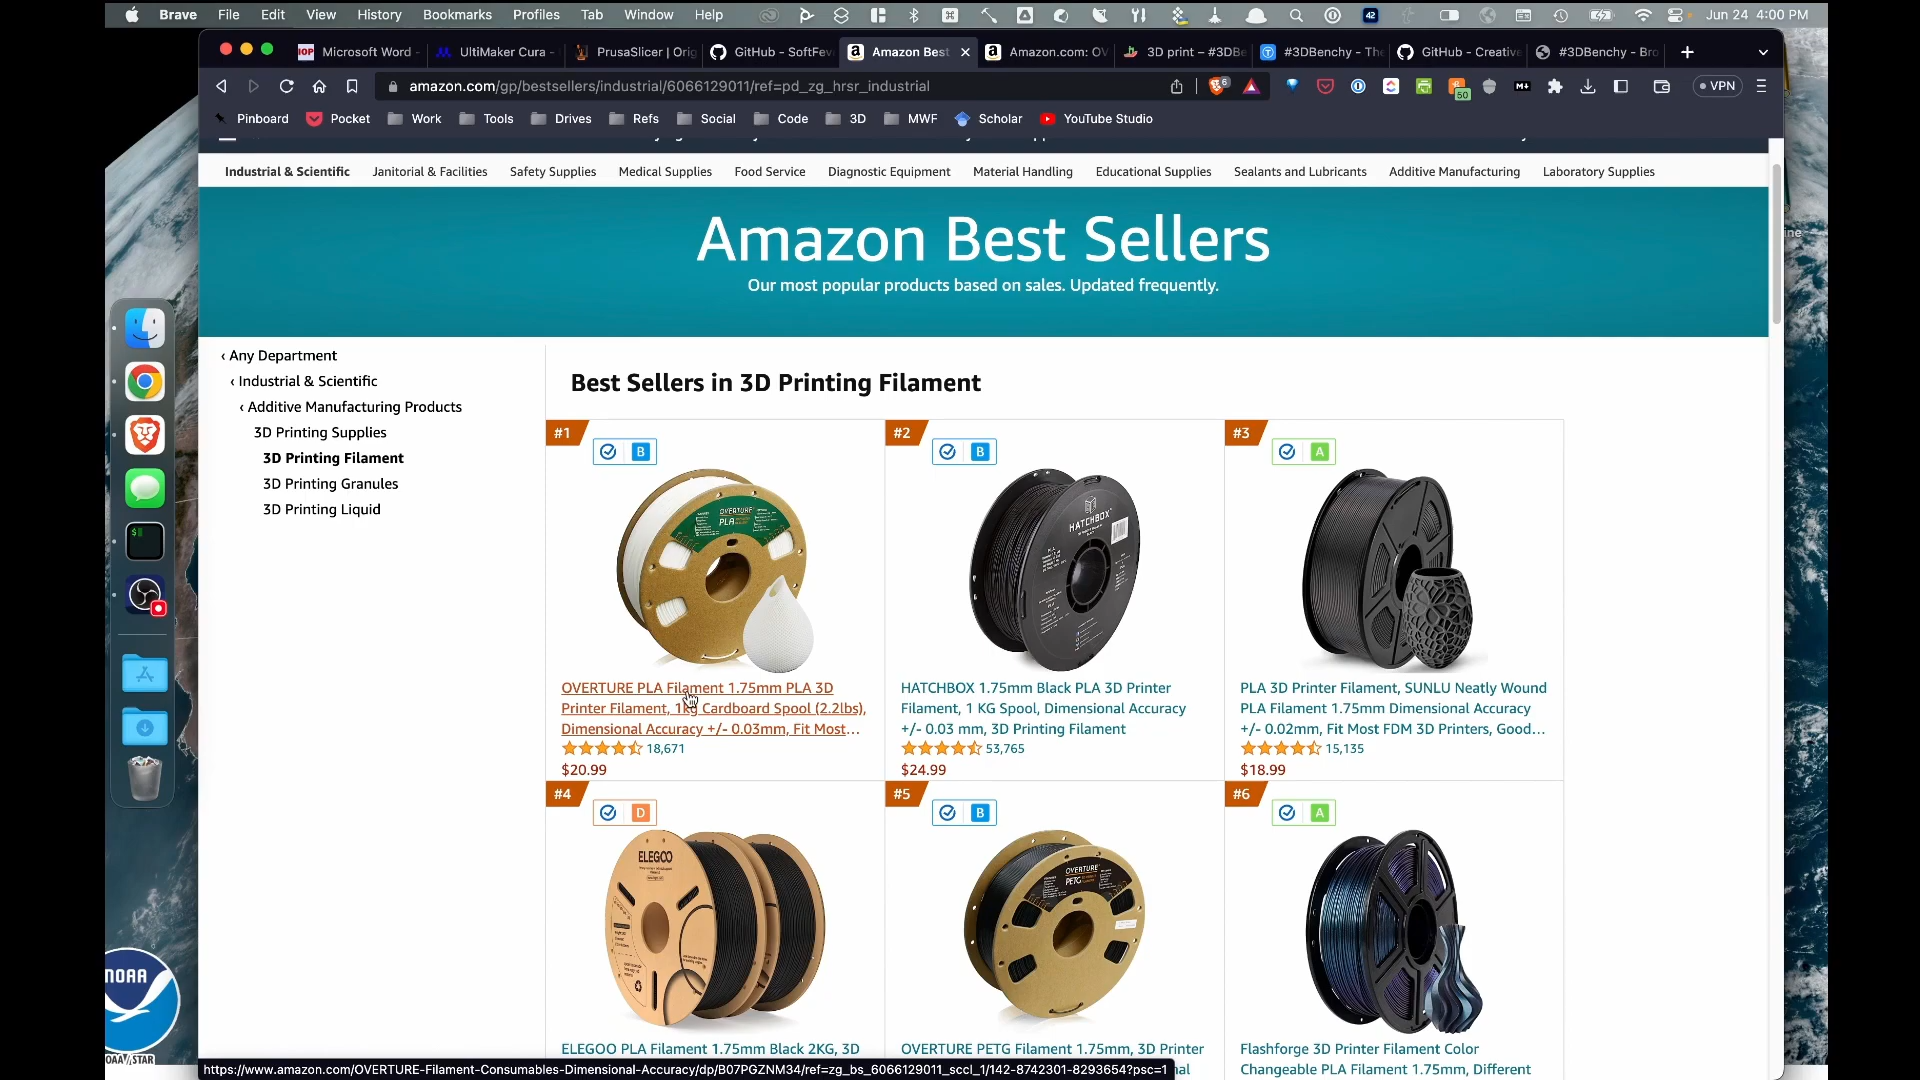 Brave File Edit View History Bookmarks Profiles Tab Window Help 42 Jun 24 4:00 PM
Microsoft Word - UltiMaker Cura - PrusaSlicer | Orig GitHub - SoftFev Amazon Best Amazon.com: OV 3D print – #3DBe #3DBenchy - The GitHub - Creative #3DBenchy - Bro
amazon.com/gp/bestsellers/industrial/6066129011/ref=pd_zg_hrsr_industrial 6 50 VPN
Pinboard Pocket Work Tools Drives Refs Social Code 3D MWF Scholar YouTube Studio
Industrial & Scientific Janitorial & Facilities Safety Supplies Medical Supplies Food Service Diagnostic Equipment Material Handling Educational Supplies Sealants and Lubricants Additive Manufacturing Laboratory Supplies
Amazon Best Sellers
Our most popular products based on sales. Updated frequently.
‹ Any Department
‹ Industrial & Scientific
‹ Additive Manufacturing Products
3D Printing Supplies
3D Printing Filament
3D Printing Granules
3D Printing Liquid
Best Sellers in 3D Printing Filament
#1
B
OVERTURE
PLA
OVERTURE PLA Filament 1.75mm PLA 3D
Printer Filament, 1kg Cardboard Spool (2.2lbs),
Dimensional Accuracy +/- 0.03mm, Fit Most…
18,671
$20.99
#2
B
HATCHBOX
HATCHBOX 1.75mm Black PLA 3D Printer
Filament, 1 KG Spool, Dimensional Accuracy
+/- 0.03 mm, 3D Printing Filament
53,765
$24.99
#3
A
PLA 3D Printer Filament, SUNLU Neatly Wound
PLA Filament 1.75mm Dimensional Accuracy
+/- 0.02mm, Fit Most FDM 3D Printers, Good…
15,135
$18.99
#4
D
ELEGOO
ELEGOO PLA Filament 1.75mm Black 2KG, 3D
#5
B
OVERTURE
PETG
OVERTURE PETG Filament 1.75mm, 3D Printer
nal
#6
A
Flashforge 3D Printer Filament Color
Changeable PLA Filament 1.75mm, Different
NOAA
OAA/STAR
https://www.amazon.com/OVERTURE-Filament-Consumables-Dimensional-Accuracy/dp/B07PGZNM34/ref=zg_bs_6066129011_sccl_1/142-8742301-8293654?psc=1